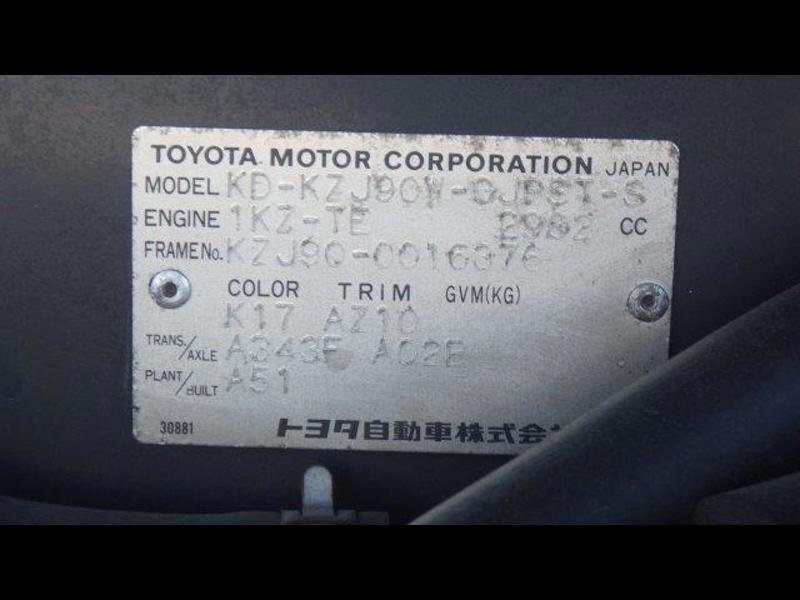 TOYOTA MOTOR CORPORATION JAPAN
MODEL KD-KZJ90W-GJPST-S
ENGINE 1KZ-TE 2982 CC
FRAME No. KZJ90-0016376
COLOR TRIM GVM(KG)
K17 AZ10
TRANS./AXLE A343F A02B
PLANT/BUILT A51
30881 トヨタ自動車株式会